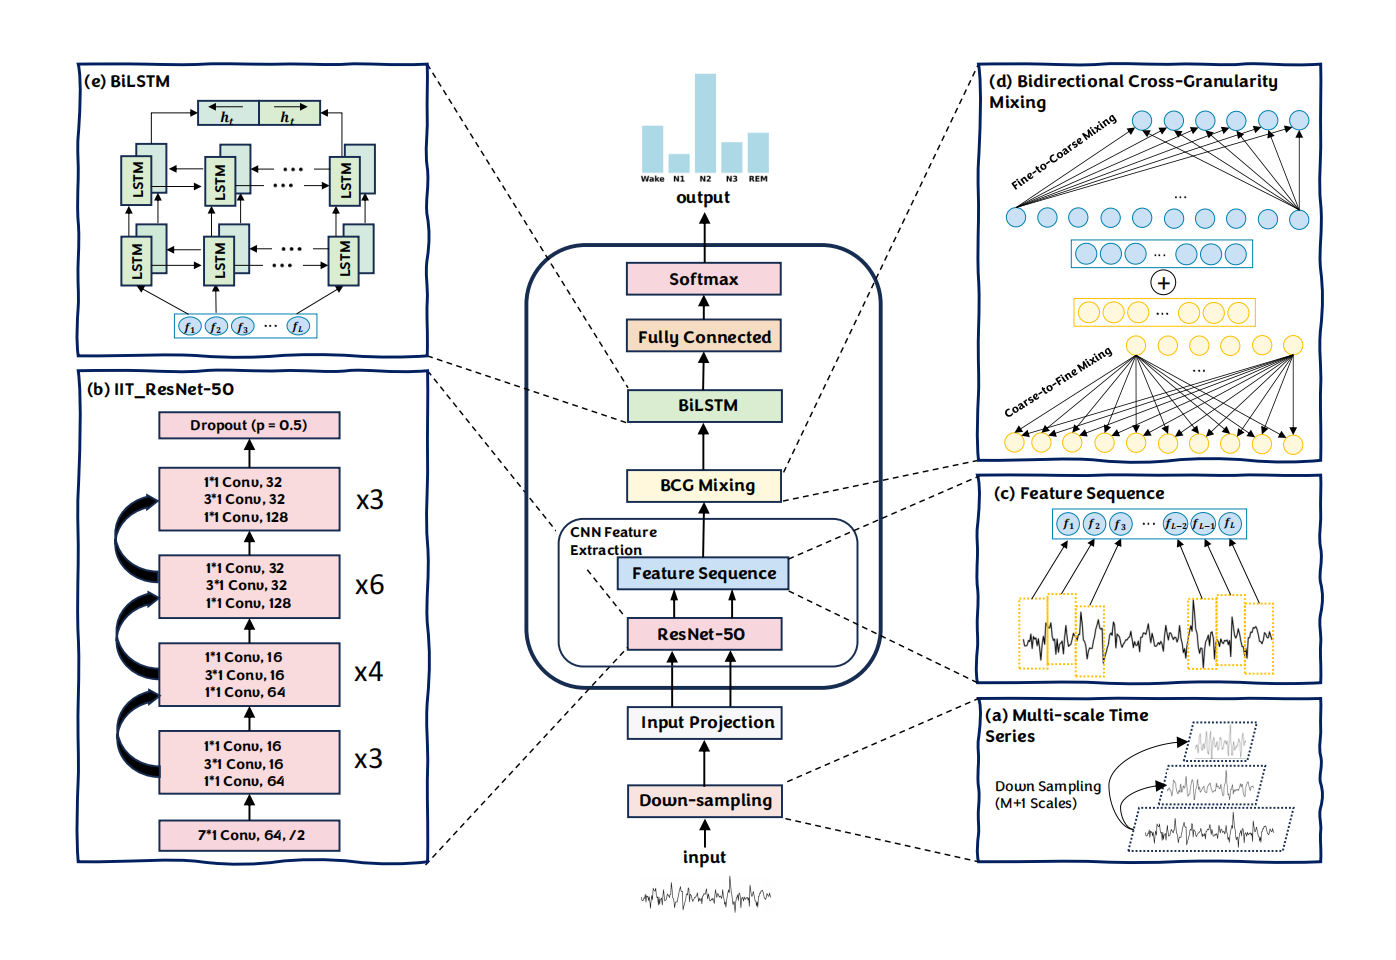 (e) BiLSTM
h_t h_t
LSTM LSTM LSTM
LSTM LSTM LSTM
f_1 f_2 f_3 ... f_L
(b) IIT_ResNet-50
Dropout (p = 0.5)
1*1 Conv, 32
3*1 Conv, 32
1*1 Conv, 128
x3
1*1 Conv, 32
3*1 Conv, 32
1*1 Conv, 128
x6
1*1 Conv, 16
3*1 Conv, 16
1*1 Conv, 64
x4
1*1 Conv, 16
3*1 Conv, 16
1*1 Conv, 64
x3
7*1 Conv, 64, /2
Wake N1 N2 N3 REM
output
Softmax
Fully Connected
BiLSTM
BCG Mixing
CNN Feature
Extraction
Feature Sequence
ResNet-50
Input Projection
Down-sampling
input
(d) Bidirectional Cross-Granularity
Mixing
Fine-to-Coarse Mixing
...
...
+
...
Coarse-to-Fine Mixing
...
(c) Feature Sequence
f_1 f_2 f_3 ... f_{L-2} f_{L-1} f_L
(a) Multi-scale Time
Series
Down Sampling
(M+1 Scales)